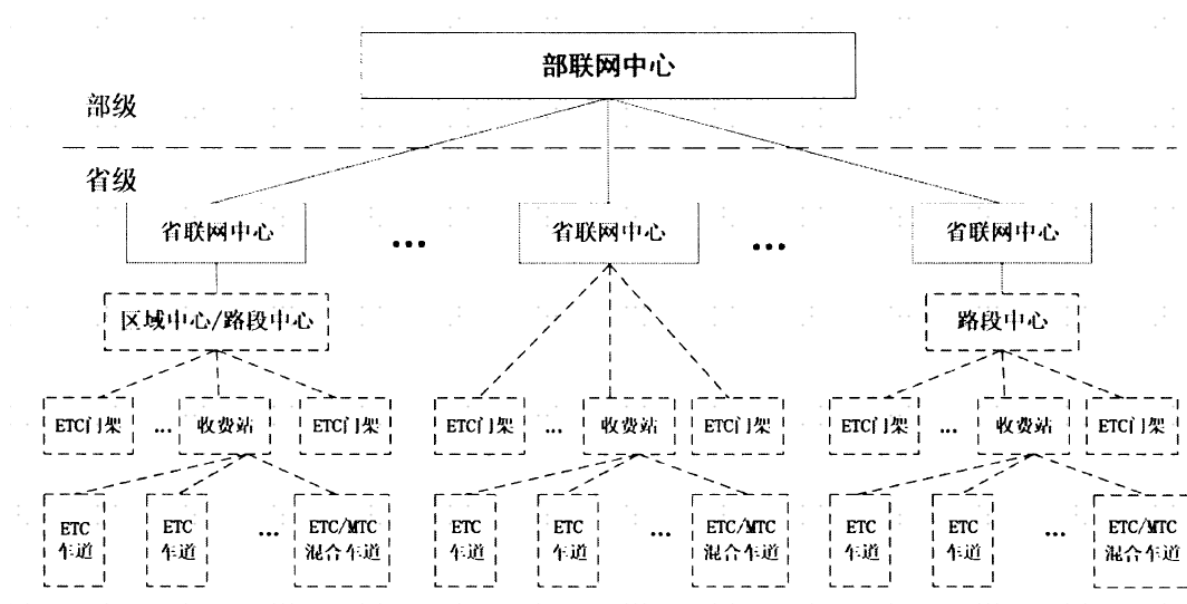 部联网中心
部级
省级
省联网中心
...
省联网中心
...
省联网中心
区域中心/路段中心
路段中心
ETC门架
...
收费站
ETC门架
ETC门架
...
收费站
ETC门架
ETC门架
...
收费站
ETC门架
ETC
车道
ETC
车道
...
ETC/MTC
混合车道
ETC
车道
ETC
车道
...
ETC/MTC
混合车道
ETC
车道
ETC
车道
...
ETC/MTC
混合车道